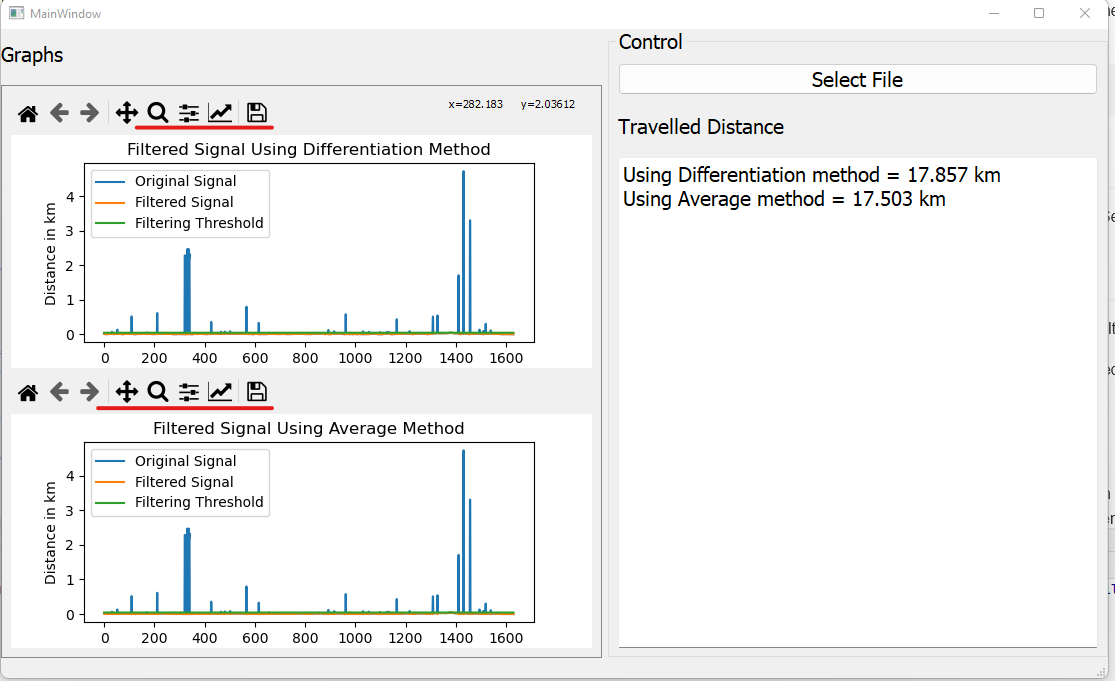 MainWindow
Graphs
x=282.183 y=2.03612
Filtered Signal Using Differentiation Method
Original Signal
Filtered Signal
Filtering Threshold
Distance in km
4
3
2
1
0
0 200 400 600 800 1000 1200 1400 1600
Filtered Signal Using Average Method
Original Signal
Filtered Signal
Filtering Threshold
Distance in km
4
3
2
1
0
0 200 400 600 800 1000 1200 1400 1600
Control
Select File
Travelled Distance
Using Differentiation method = 17.857 km
Using Average method = 17.503 km